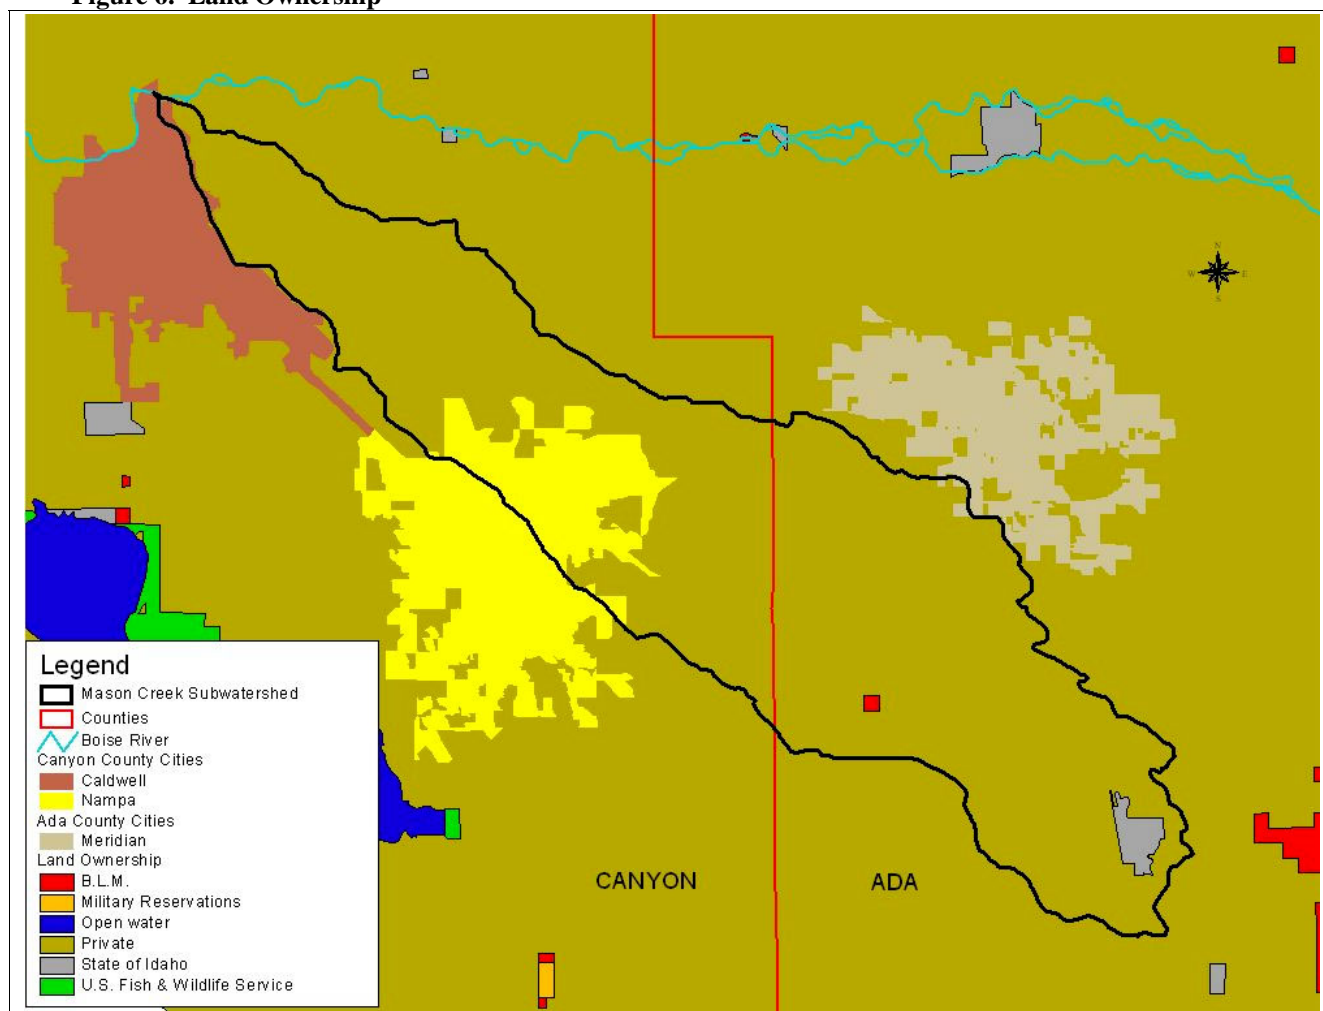 Figure 6.  Land Ownership
N
W E
S
CANYON
ADA
Legend
Mason Creek Subwatershed
Counties
Boise River
Canyon County Cities
Caldwell
Nampa
Ada County Cities
Meridian
Land Ownership
B.L.M.
Military Reservations
Open water
Private
State of Idaho
U.S. Fish & Wildlife Service